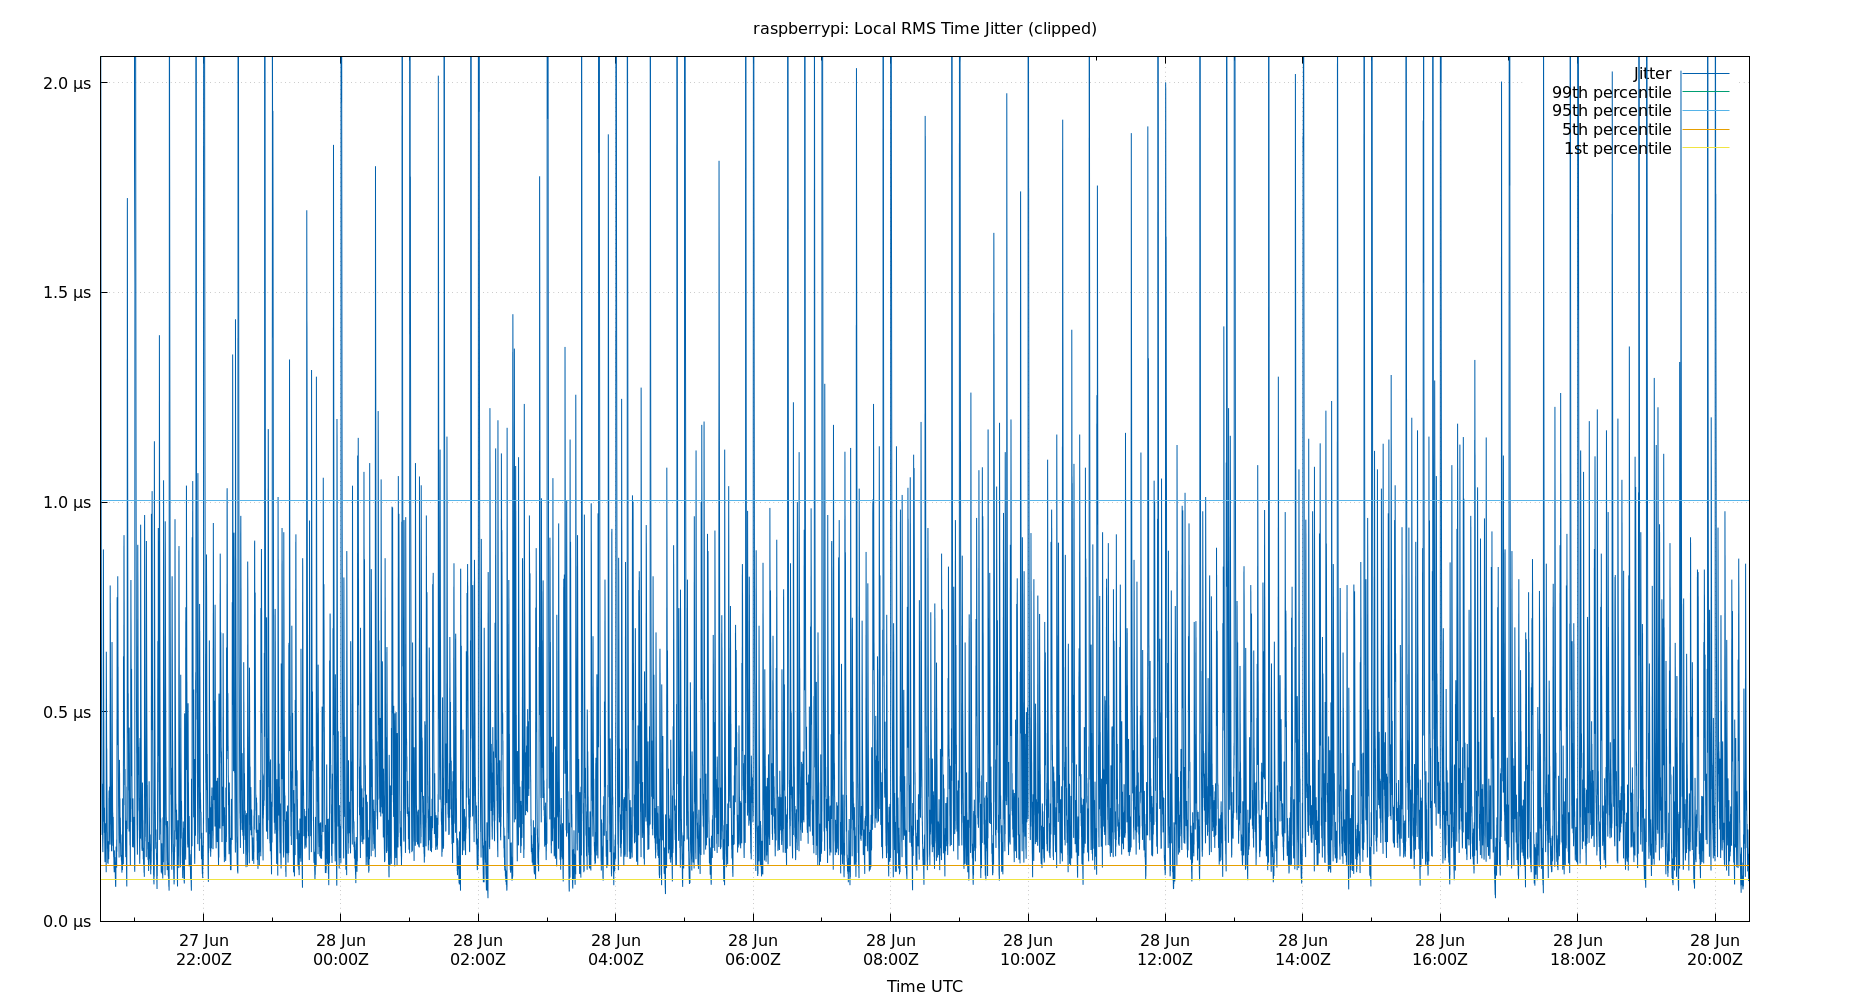 raspberrypi: Local RMS Time Jitter (clipped)
2.0 µs
1.5 µs
1.0 µs
0.5 µs
0.0 µs
Jitter
99th percentile
95th percentile
5th percentile
1st percentile
27 Jun 28 Jun 28 Jun 28 Jun 28 Jun 28 Jun 28 Jun 28 Jun 28 Jun 28 Jun 28 Jun 28 Jun
22:00Z 00:00Z 02:00Z 04:00Z 06:00Z 08:00Z 10:00Z 12:00Z 14:00Z 16:00Z 18:00Z 20:00Z
Time UTC